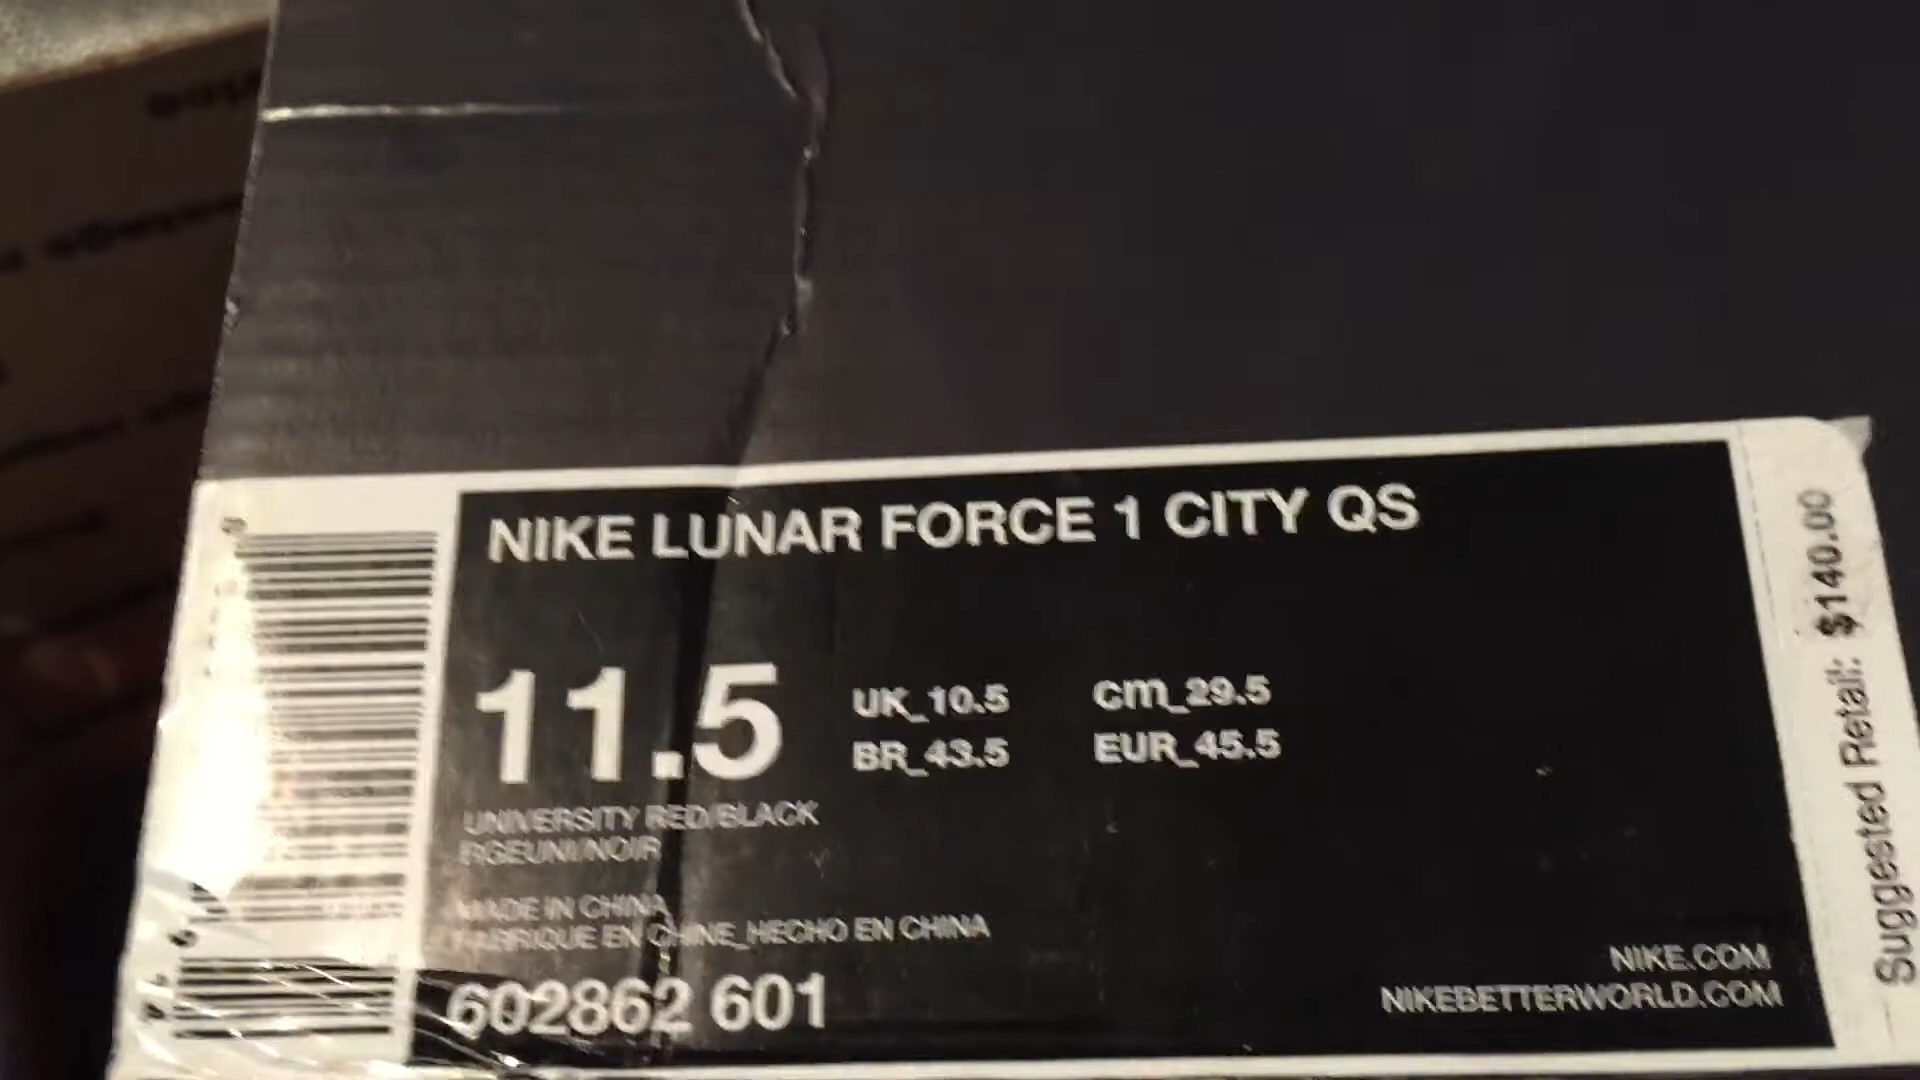 NIKE LUNAR FORCE 1 CITY QS
11.5
UK_10.5
cm_29.5
BR_43.5
EUR_45.5
UNIVERSITY RED/BLACK
RGEUNI/NOIR
MADE IN CHINA
FABRIQUE EN CHINE_HECHO EN CHINA
602862 601
NIKE.COM
NIKEBETTERWORLD.COM
Suggested Retail: $140.00